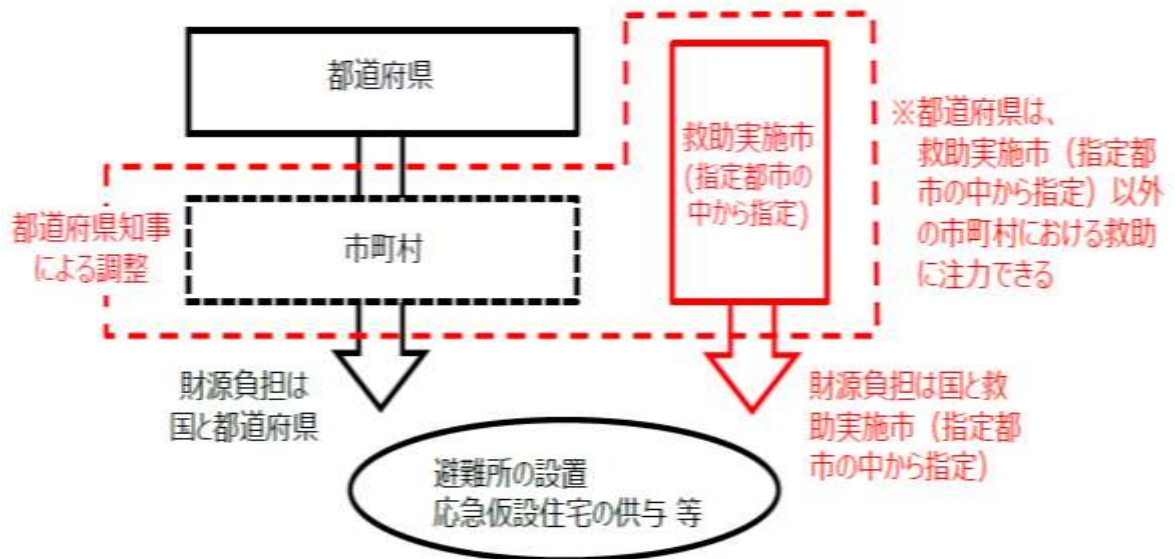 都道府県
救助実施市
(指定都市の
中から指定)
※都道府県は、
救助実施市（指定都
市の中から指定）以外
の市町村における救助
に注力できる
都道府県知事
による調整
市町村
財源負担は
国と都道府県
財源負担は国と救
助実施市（指定都
市の中から指定）
避難所の設置
応急仮設住宅の供与 等